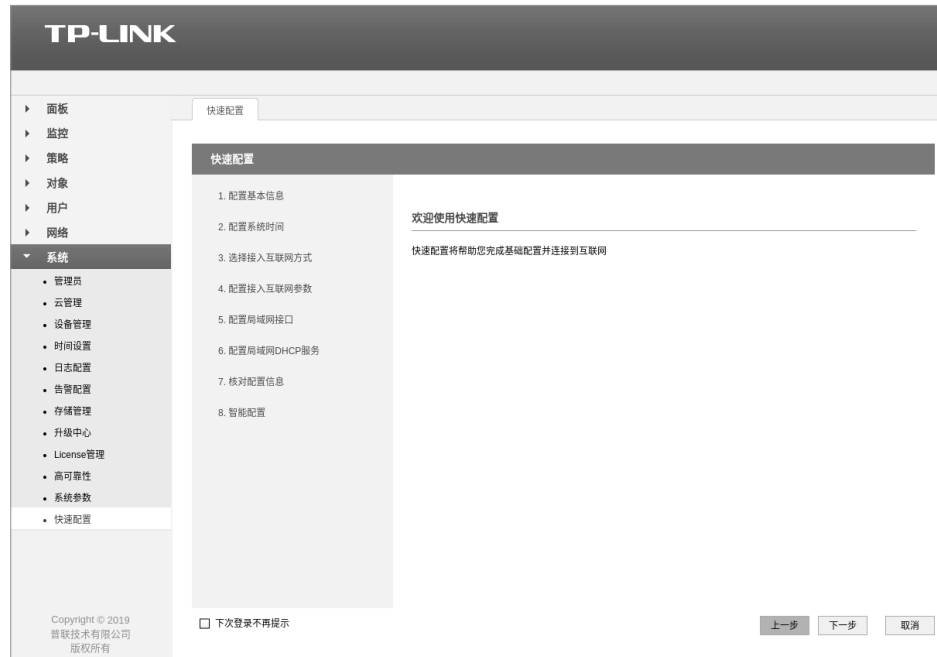 TP-LINK
面板
监控
策略
对象
用户
网络
系统
管理员
云管理
设备管理
时间设置
日志配置
告警配置
存储管理
升级中心
License管理
高可靠性
系统参数
快速配置
Copyright © 2019
普联技术有限公司
版权所有
快速配置
快速配置
1. 配置基本信息
2. 配置系统时间
3. 选择接入互联网方式
4. 配置接入互联网参数
5. 配置局域网接口
6. 配置局域网DHCP服务
7. 核对配置信息
8. 智能配置
欢迎使用快速配置
快速配置将帮助您完成基础配置并连接到互联网
下次登录不再提示
上一步
下一步
取消